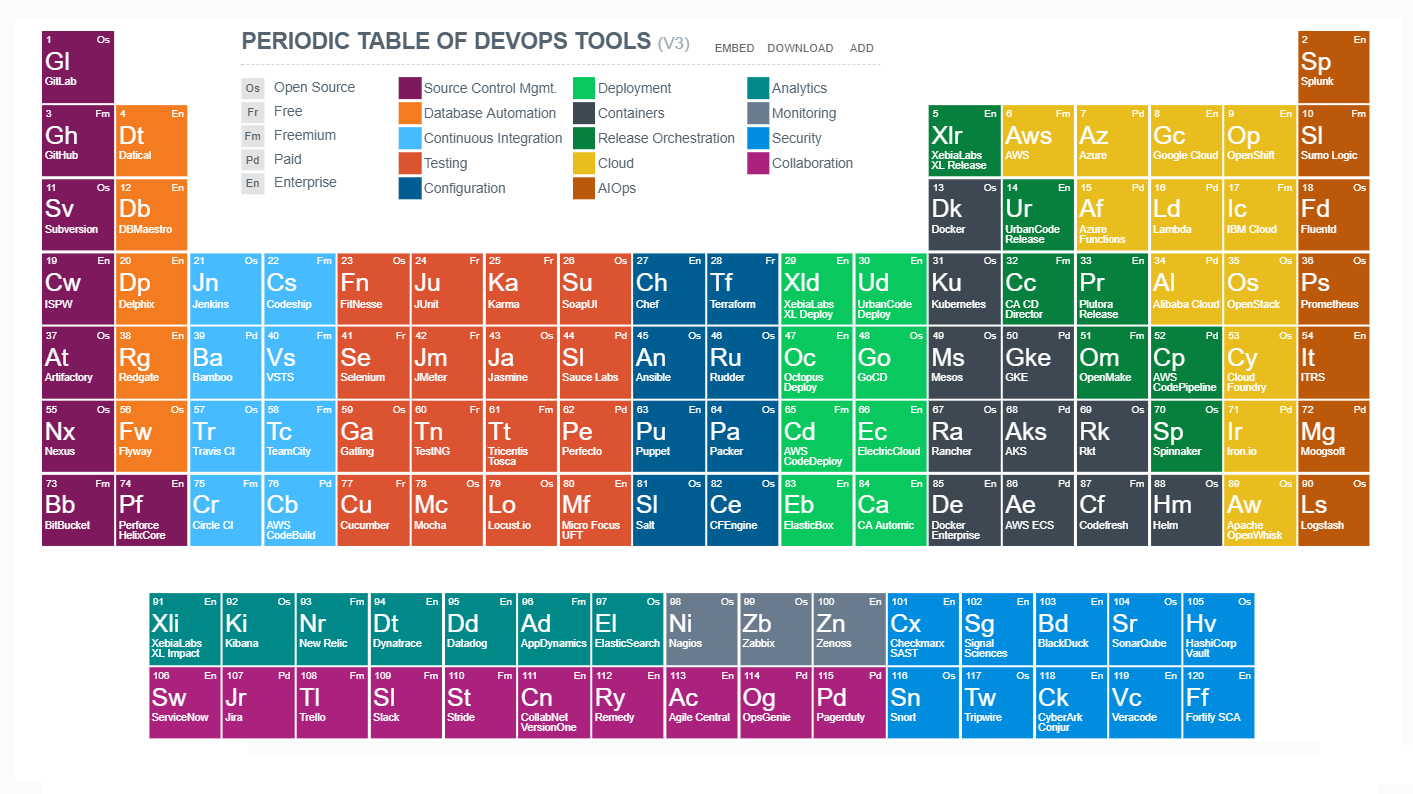 PERIODIC TABLE OF DEVOPS TOOLS (V3) EMBED DOWNLOAD ADD
Os Open Source
Fr Free
Fm Freemium
Pd Paid
En Enterprise
Source Control Mgmt.
Database Automation
Continuous Integration
Testing
Configuration
Deployment
Containers
Release Orchestration
Cloud
AIOps
Analytics
Monitoring
Security
Collaboration
1 Os
Gl
GitLab
2 En
Sp
Splunk
3 Fm
Gh
GitHub
4 En
Dt
Datical
5 En
Xlr
XebiaLabs
XL Release
6 Fm
Aws
AWS
7 Pd
Az
Azure
8 En
Gc
Google Cloud
9 En
Op
OpenShift
10 Fm
Sl
Sumo Logic
11 Os
Sv
Subversion
12 En
Db
DBMaestro
13 Os
Dk
Docker
14 En
Ur
UrbanCode
Release
15 Pd
Af
Azure
Functions
16 Pd
Ld
Lambda
17 Fm
Ic
IBM Cloud
18 Os
Fd
Fluentd
19 En
Cw
ISPW
20 En
Dp
Delphix
21 Os
Jn
Jenkins
22 Fm
Cs
Codeship
23 Os
Fn
FitNesse
24 Fr
Ju
JUnit
25 Fr
Ka
Karma
26 Os
Su
SoapUI
27 En
Ch
Chef
28 Fr
Tf
Terraform
29 En
Xld
XebiaLabs
XL Deploy
30 En
Ud
UrbanCode
Deploy
31 Os
Ku
Kubernetes
32 Fm
Cc
CA CD
Director
33 En
Pr
Plutora
Release
34 Pd
Al
Alibaba Cloud
35 Os
Os
OpenStack
36 Os
Ps
Prometheus
37 Os
At
Artifactory
38 En
Rg
Redgate
39 Pd
Ba
Bamboo
40 Fm
Vs
VSTS
41 Fr
Se
Selenium
42 Fr
Jm
JMeter
43 Os
Ja
Jasmine
44 Pd
Sl
Sauce Labs
45 Os
An
Ansible
46 Os
Ru
Rudder
47 En
Oc
Octopus
Deploy
48 Os
Go
GoCD
49 Os
Ms
Mesos
50 Pd
Gke
GKE
51 Fm
Om
OpenMake
52 Pd
Cp
AWS
CodePipeline
53 Os
Cy
Cloud
Foundry
54 En
It
ITRS
55 Os
Nx
Nexus
56 Os
Fw
Flyway
57 Os
Tr
Travis CI
58 Fm
Tc
TeamCity
59 Os
Ga
Gatling
60 Fr
Tn
TestNG
61 Fm
Tt
Tricentis
Tosca
62 Pd
Pe
Perfecto
63 En
Pu
Puppet
64 Os
Pa
Packer
65 Fm
Cd
AWS
CodeDeploy
66 En
Ec
ElectricCloud
67 Os
Ra
Rancher
68 Pd
Aks
AKS
69 Os
Rk
Rkt
70 Os
Sp
Spinnaker
71 Pd
Ir
Iron.io
72 Pd
Mg
Moogsoft
73 Fm
Bb
BitBucket
74 En
Pf
Perforce
HelixCore
75 Fm
Cr
Circle CI
76 Pd
Cb
AWS
CodeBuild
77 Fr
Cu
Cucumber
78 Os
Mc
Mocha
79 Os
Lo
Locust.io
80 En
Mf
Micro Focus
UFT
81 Os
Sl
Salt
82 Os
Ce
CFEngine
83 En
Eb
ElasticBox
84 En
Ca
CA Automic
85 En
De
Docker
Enterprise
86 Pd
Ae
AWS ECS
87 Fm
Cf
Codefresh
88 Os
Hm
Helm
89 Os
Aw
Apache
OpenWhisk
90 Os
Ls
Logstash
91 En
Xli
XebiaLabs
XL Impact
92 Os
Ki
Kibana
93 Fm
Nr
New Relic
94 En
Dt
Dynatrace
95 En
Dd
Datadog
96 Fm
Ad
AppDynamics
97 Os
El
ElasticSearch
98 Os
Ni
Nagios
99 Os
Zb
Zabbix
100 En
Zn
Zenoss
101 En
Cx
Checkmarx
SAST
102 En
Sg
Signal
Sciences
103 En
Bd
BlackDuck
104 Os
Sr
SonarQube
105 Os
Hv
HashiCorp
Vault
106 En
Sw
ServiceNow
107 Pd
Jr
Jira
108 Fm
Tl
Trello
109 Fm
Sl
Slack
110 Fm
St
Stride
111 En
Cn
CollabNet
VersionOne
112 En
Ry
Remedy
113 En
Ac
Agile Central
114 Pd
Og
OpsGenie
115 Pd
Pd
Pagerduty
116 Os
Sn
Snort
117 Os
Tw
Tripwire
118 En
Ck
CyberArk
Conjur
119 En
Vc
Veracode
120 En
Ff
Fortify SCA